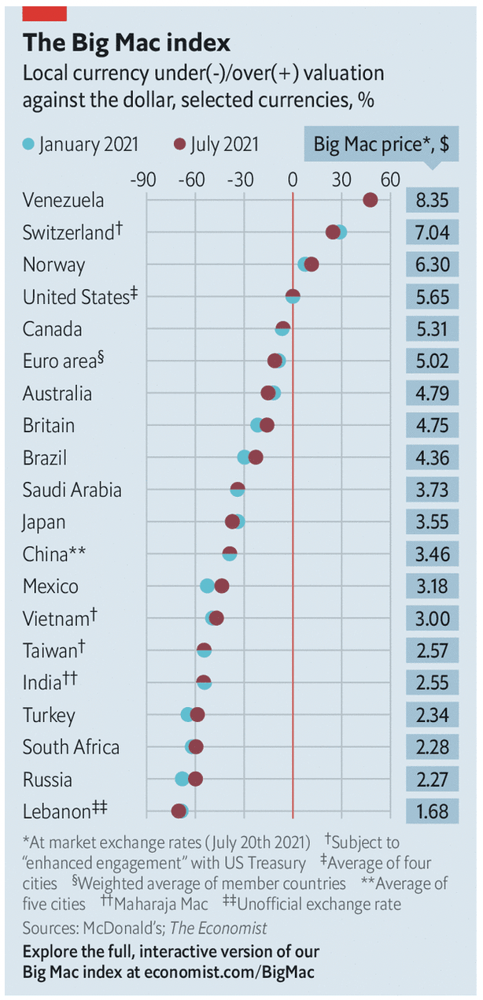 The Big Mac index
Local currency under(-)/over(+) valuation
against the dollar, selected currencies, %
January 2021 July 2021 Big Mac price*, $
-90 -60 -30 0 30 60
Venezuela 8.35
Switzerland† 7.04
Norway 6.30
United States‡ 5.65
Canada 5.31
Euro area§ 5.02
Australia 4.79
Britain 4.75
Brazil 4.36
Saudi Arabia 3.73
Japan 3.55
China** 3.46
Mexico 3.18
Vietnam† 3.00
Taiwan† 2.57
India†† 2.55
Turkey 2.34
South Africa 2.28
Russia 2.27
Lebanon‡‡ 1.68
*At market exchange rates (July 20th 2021) †Subject to
“enhanced engagement” with US Treasury ‡Average of four
cities §Weighted average of member countries **Average of
five cities ††Maharaja Mac ‡‡Unofficial exchange rate
Sources: McDonald’s; The Economist
Explore the full, interactive version of our
Big Mac index at economist.com/BigMac